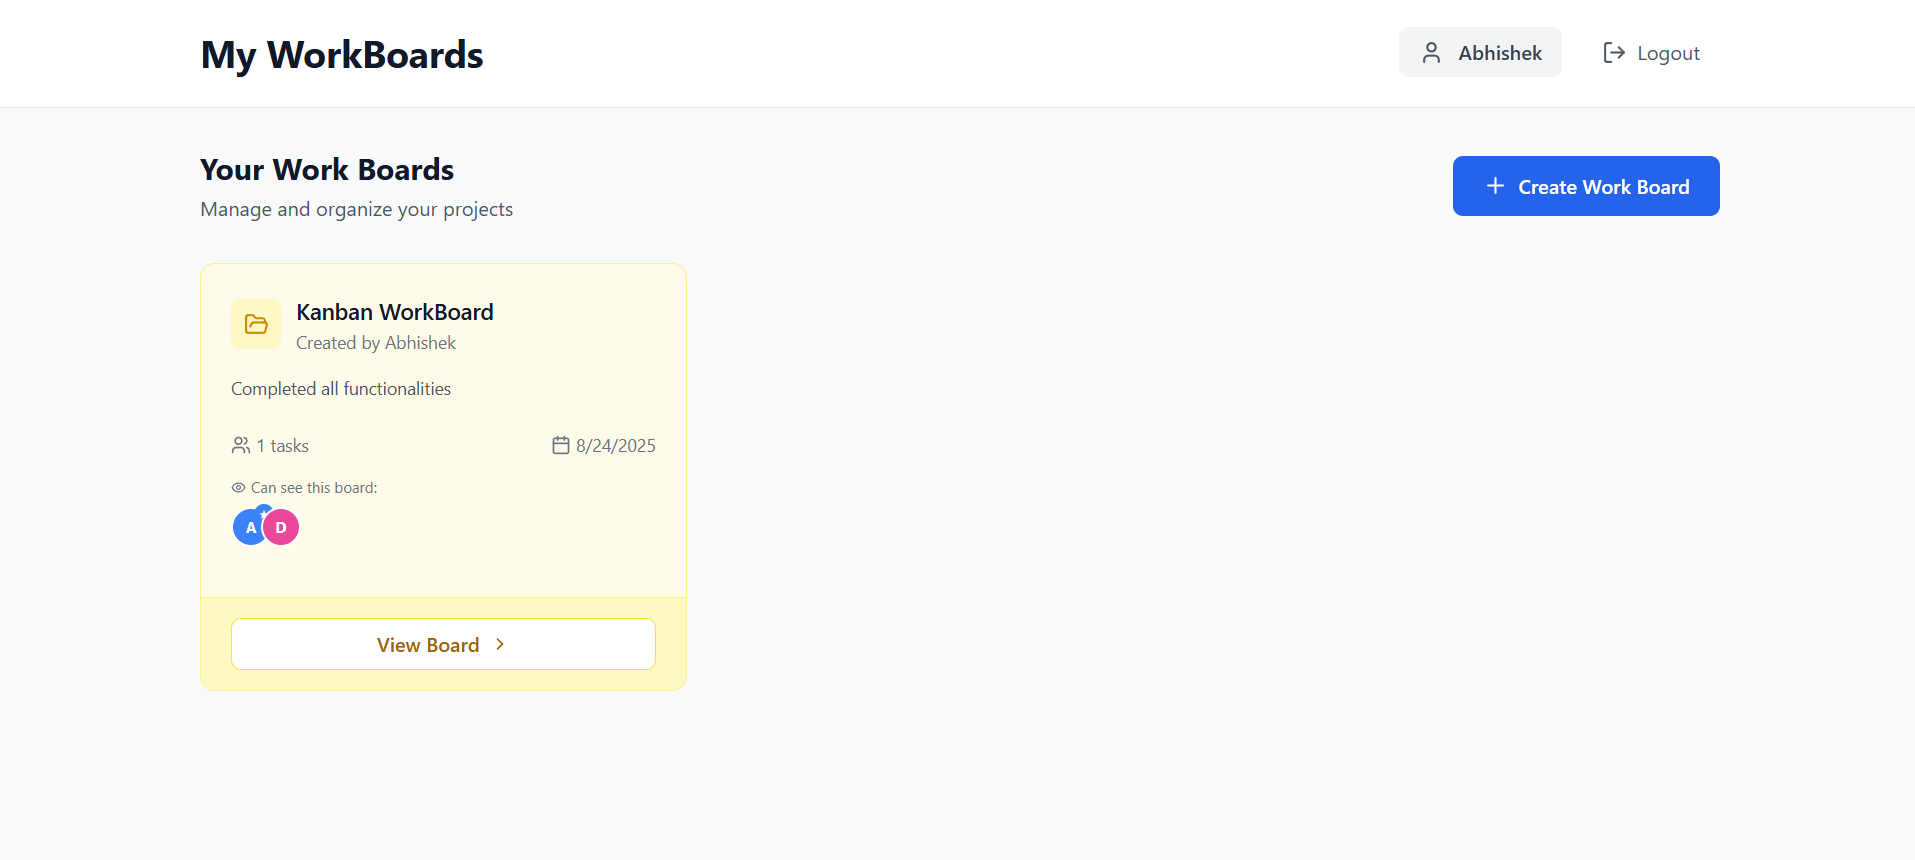 My WorkBoards
Abhishek
Logout
Your Work Boards
Manage and organize your projects
Create Work Board
Kanban WorkBoard
Created by Abhishek
Completed all functionalities
1 tasks
8/24/2025
Can see this board:
A
D
View Board